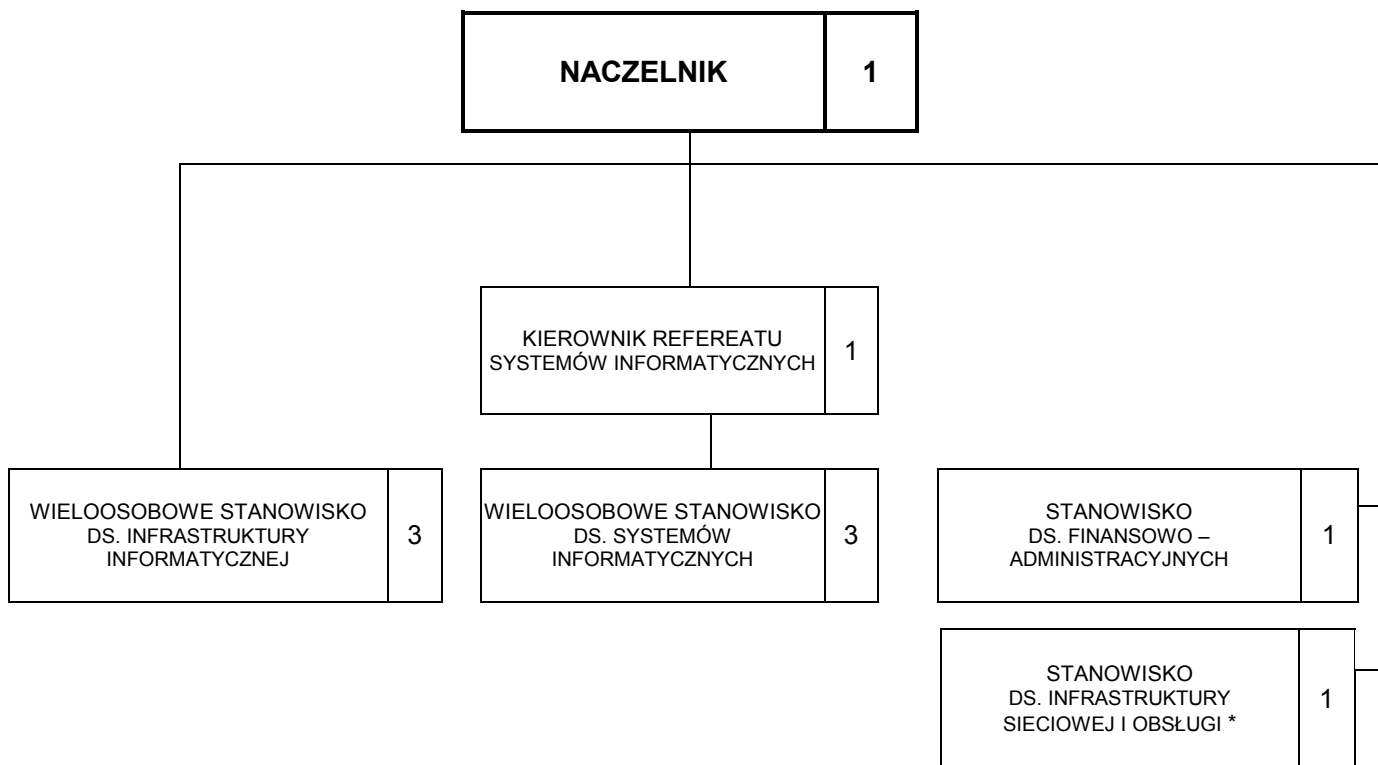 NACZELNIK 1
KIEROWNIK REFEREATU
SYSTEMÓW INFORMATYCZNYCH
1
WIELOOSOBOWE STANOWISKO
DS. INFRASTRUKTURY
INFORMATYCZNEJ
3
WIELOOSOBOWE STANOWISKO
DS. SYSTEMÓW
INFORMATYCZNYCH
3
STANOWISKO
DS. FINANSOWO –
ADMINISTRACYJNYCH
1
STANOWISKO
DS. INFRASTRUKTURY
SIECIOWEJ I OBSŁUGI *
1